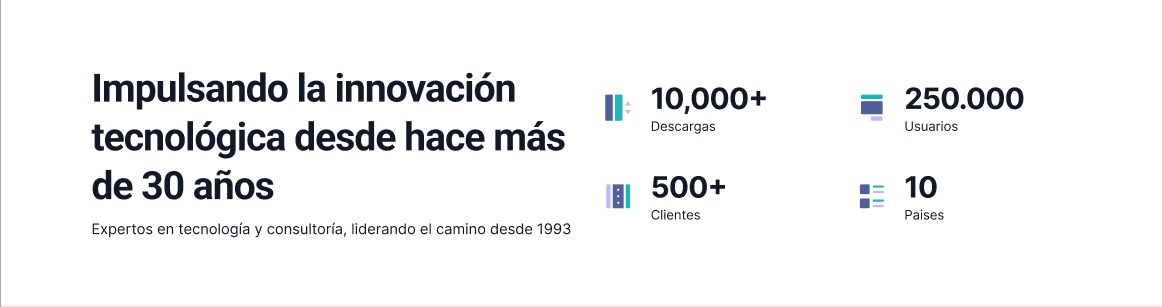 Impulsando la innovación
tecnológica desde hace más
de 30 años
Expertos en tecnología y consultoría, liderando el camino desde 1993
10,000+
Descargas
250.000
Usuarios
500+
Clientes
10
Paises